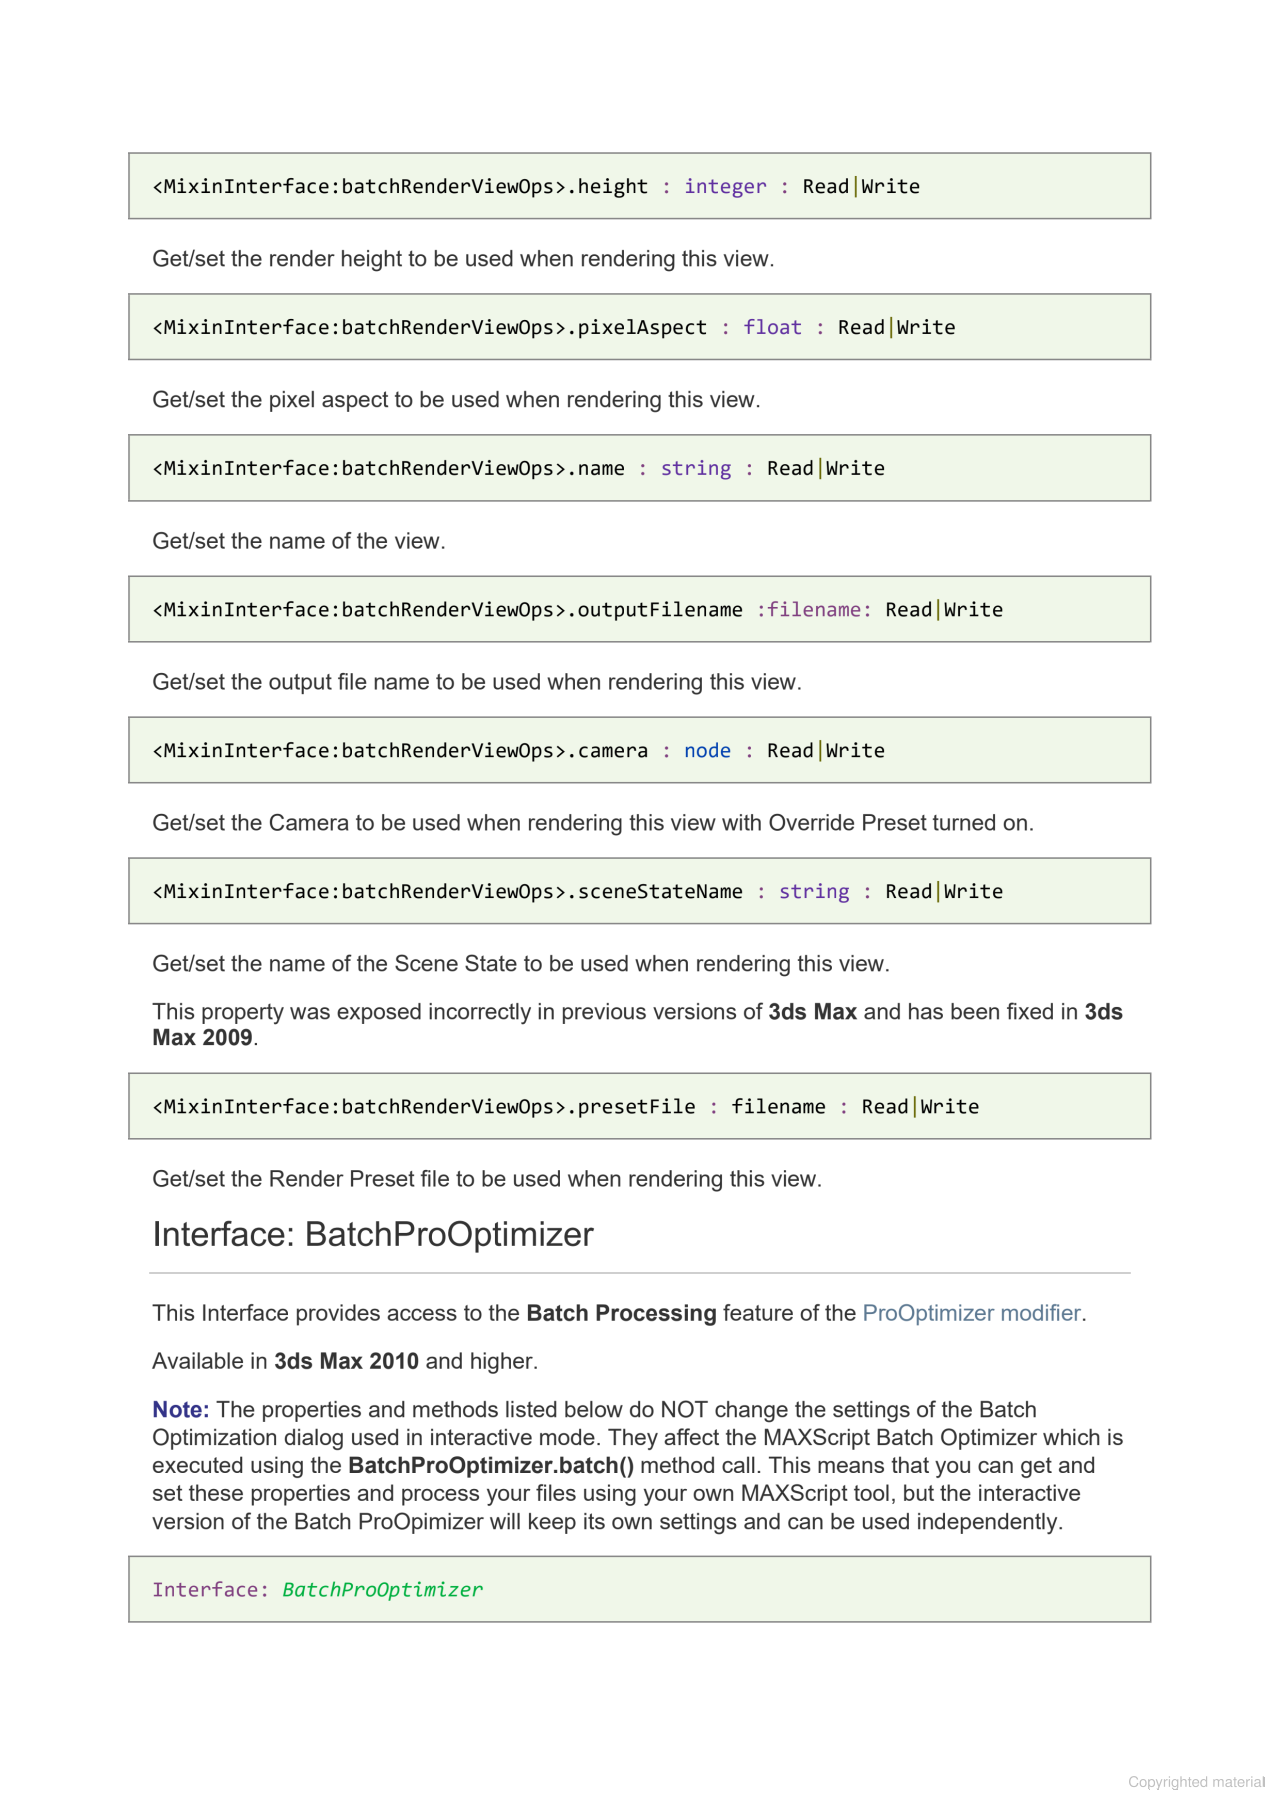 <MixinInterface:batchRenderViewOps>.height : integer : Read|Write
Get/set the render height to be used when rendering this view.
<MixinInterface:batchRenderViewOps>.pixelAspect : float : Read|Write
Get/set the pixel aspect to be used when rendering this view.
<MixinInterface:batchRenderViewOps>.name : string : Read|Write
Get/set the name of the view.
<MixinInterface:batchRenderViewOps>.outputFilename :filename: Read|Write
Get/set the output file name to be used when rendering this view.
<MixinInterface:batchRenderViewOps>.camera : node : Read|Write
Get/set the Camera to be used when rendering this view with Override Preset turned on.
<MixinInterface:batchRenderViewOps>.sceneStateName : string : Read|Write
Get/set the name of the Scene State to be used when rendering this view.
This property was exposed incorrectly in previous versions of 3ds Max and has been fixed in 3ds
Max 2009.
<MixinInterface:batchRenderViewOps>.presetFile : filename : Read|Write
Get/set the Render Preset file to be used when rendering this view.
Interface: BatchProOptimizer
This Interface provides access to the Batch Processing feature of the ProOptimizer modifier.
Available in 3ds Max 2010 and higher.
Note: The properties and methods listed below do NOT change the settings of the Batch
Optimization dialog used in interactive mode. They affect the MAXScript Batch Optimizer which is
executed using the BatchProOptimizer.batch() method call. This means that you can get and
set these properties and process your files using your own MAXScript tool, but the interactive
version of the Batch ProOpimizer will keep its own settings and can be used independently.
Interface: BatchProOptimizer
Copyrighted material